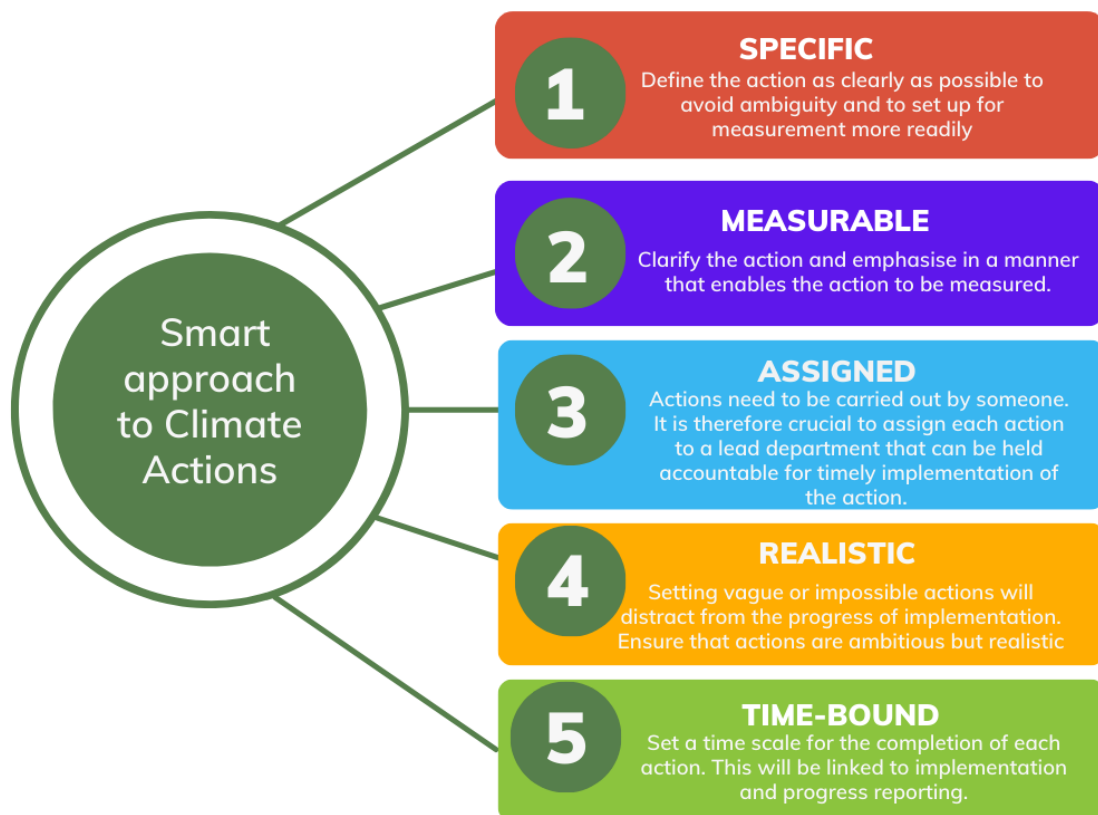 Smart
approach
to Climate
Actions
1
SPECIFIC
Define the action as clearly as possible to
avoid ambiguity and to set up for
measurement more readily
2
MEASURABLE
Clarify the action and emphasise in a manner
that enables the action to be measured.
3
ASSIGNED
Actions need to be carried out by someone.
It is therefore crucial to assign each action
to a lead department that can be held
accountable for timely implementation of
the action.
4
REALISTIC
Setting vague or impossible actions will
distract from the progress of implementation.
Ensure that actions are ambitious but realistic
5
TIME-BOUND
Set a time scale for the completion of each
action. This will be linked to implementation
and progress reporting.